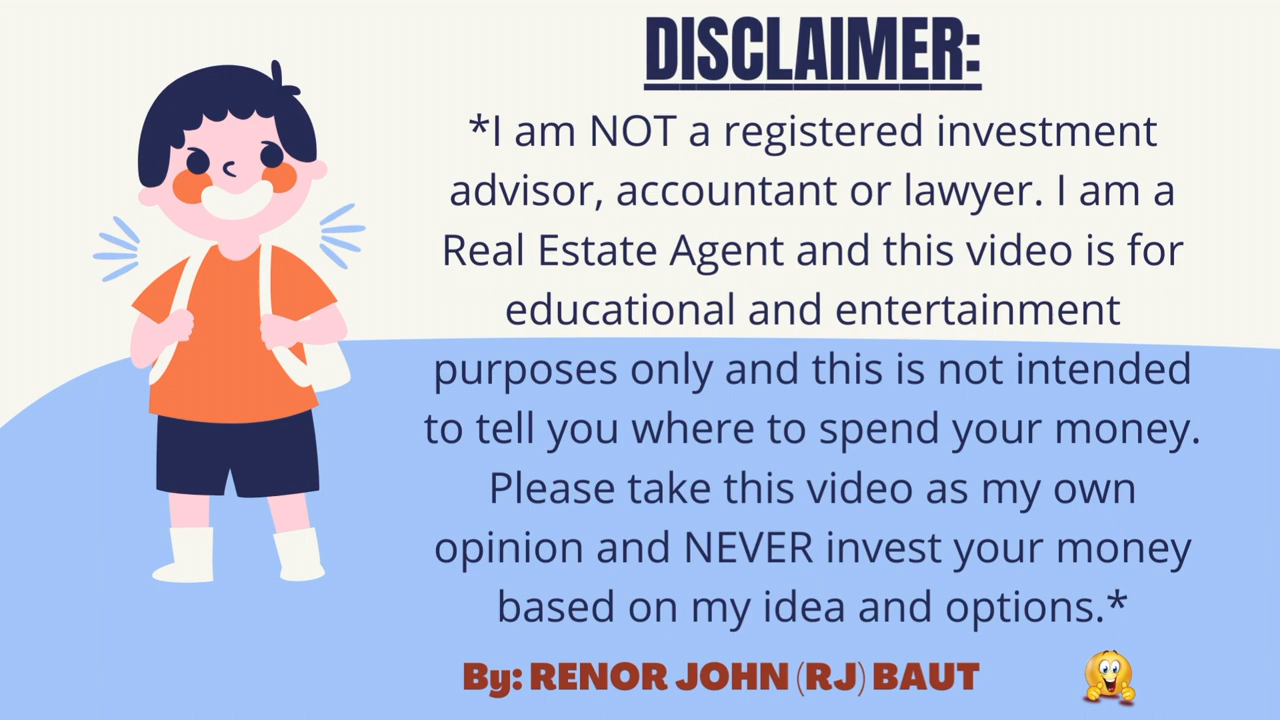 DISCLAIMER:
*I am NOT a registered investment
advisor, accountant or lawyer. I am a
Real Estate Agent and this video is for
educational and entertainment
purposes only and this is not intended
to tell you where to spend your money.
Please take this video as my own
opinion and NEVER invest your money
based on my idea and options.*
By: RENOR JOHN (RJ) BAUT